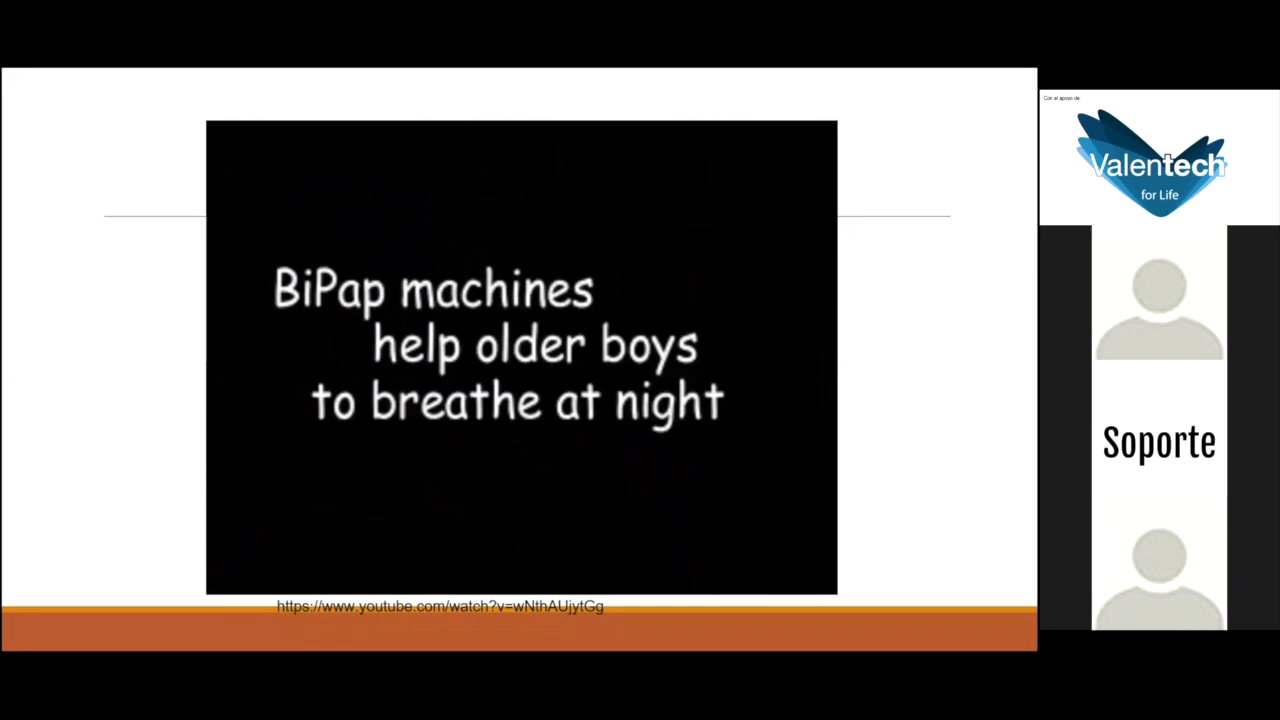 BiPap machines
help older boys
to breathe at night
https://www.youtube.com/watch?v=wNthAUjytGg
Con el apoyo de:
Valentech
for Life
Soporte